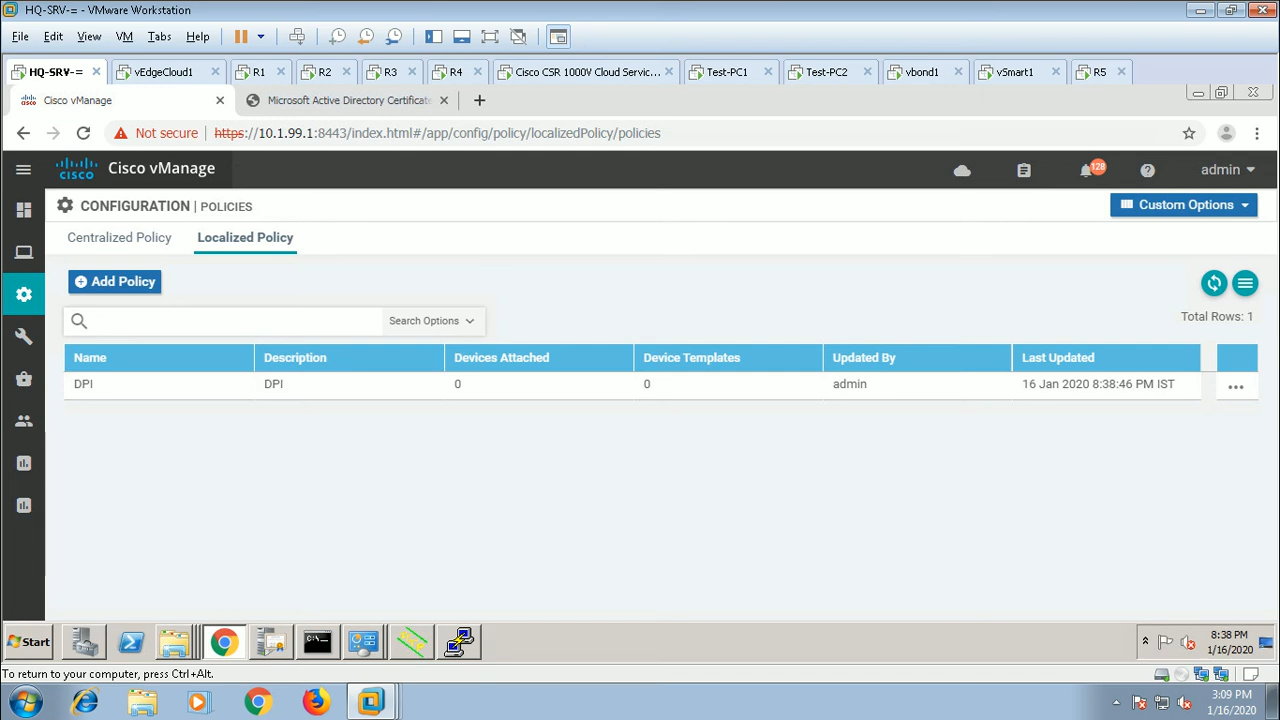 HQ-SRV-= - VMware Workstation
File Edit View VM Tabs Help
HQ-SRV-= vEdgeCloud1 R1 R2 R3 R4 Cisco CSR 1000V Cloud Servic... Test-PC1 Test-PC2 vbond1 vSmart1 R5
Cisco vManage Microsoft Active Directory Certificate
Not secure https://10.1.99.1:8443/index.html#/app/config/policy/localizedPolicy/policies
cisco Cisco vManage 128 admin
CONFIGURATION | POLICIES Custom Options
Centralized Policy Localized Policy
Add Policy
Search Options Total Rows: 1
Name Description Devices Attached Device Templates Updated By Last Updated
DPI DPI 0 0 admin 16 Jan 2020 8:38:46 PM IST
Start 8:38 PM
1/16/2020
To return to your computer, press Ctrl+Alt.
3:09 PM
1/16/2020